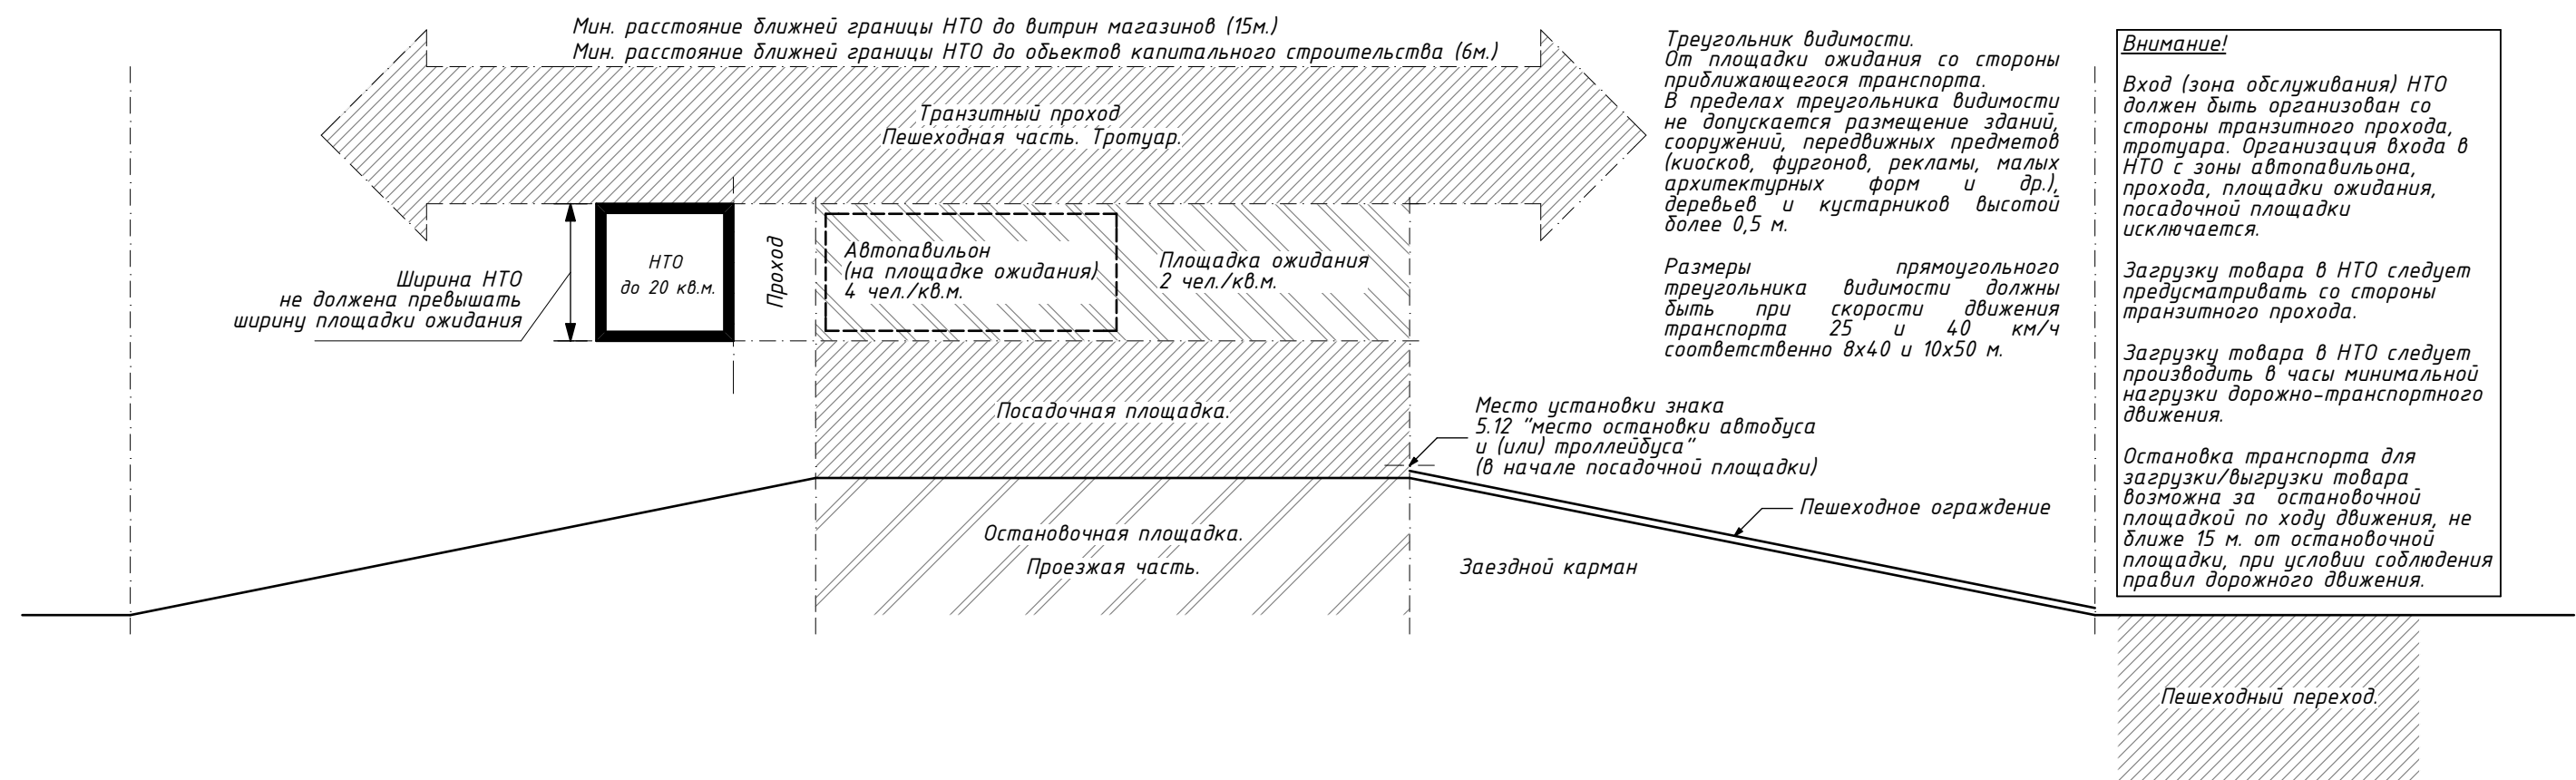 Мин. расстояние ближней границы НТО до витрин магазинов (15м.)
Мин. расстояние ближней границы НТО до обьектов капитального строительства (6м.)
Транзитный проход
Пешеходная часть. Тротуар.
Ширина НТО
не должена превышать
ширину площадки ожидания
НТО
до 20 кв.м.
Проход
Автопавильон
(на площадке ожидания)
4 чел./кв.м.
Площадка ожидания
2 чел./кв.м.
Посадочная площадка.
Остановочная площадка.
Проезжая часть.
Треугольник видимости.
От площадки ожидания со стороны
приближающегося транспорта.
В пределах треугольника видимости
не допускается размещение зданий,
сооружений, передвижных предметов
(киосков, фургонов, рекламы, малых
архитектурных форм и др.),
деревьев и кустарников высотой
более 0,5 м.
Размеры прямоугольного
треугольника видимости должны
быть при скорости движения
транспорта 25 и 40 км/ч
соответственно 8х40 и 10х50 м.
Место установки знака
5.12 "место остановки автобуса
и (или) троллейбуса"
(в начале посадочной площадки)
Пешеходное ограждение
Заездной карман
Внимание!
Вход (зона обслуживания) НТО
должен быть организован со
стороны транзитного прохода,
тротуара. Организация входа в
НТО с зоны автопавильона,
прохода, площадки ожидания,
посадочной площадки
исключается.
Загрузку товара в НТО следует
предусматривать со стороны
транзитного прохода.
Загрузку товара в НТО следует
производить в часы минимальной
нагрузки дорожно-транспортного
движения.
Остановка транспорта для
загрузки/выгрузки товара
возможна за остановочной
площадкой по ходу движения, не
ближе 15 м. от остановочной
площадки, при условии соблюдения
правил дорожного движения.
Пешеходный переход.